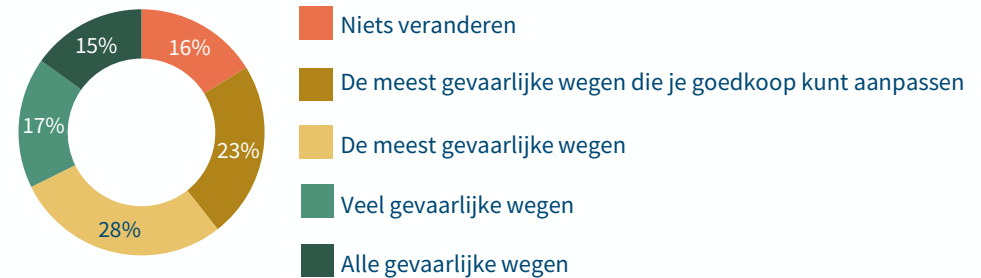 15%
16%
17%
23%
28%
Niets veranderen
De meest gevaarlijke wegen die je goedkoop kunt aanpassen
De meest gevaarlijke wegen
Veel gevaarlijke wegen
Alle gevaarlijke wegen